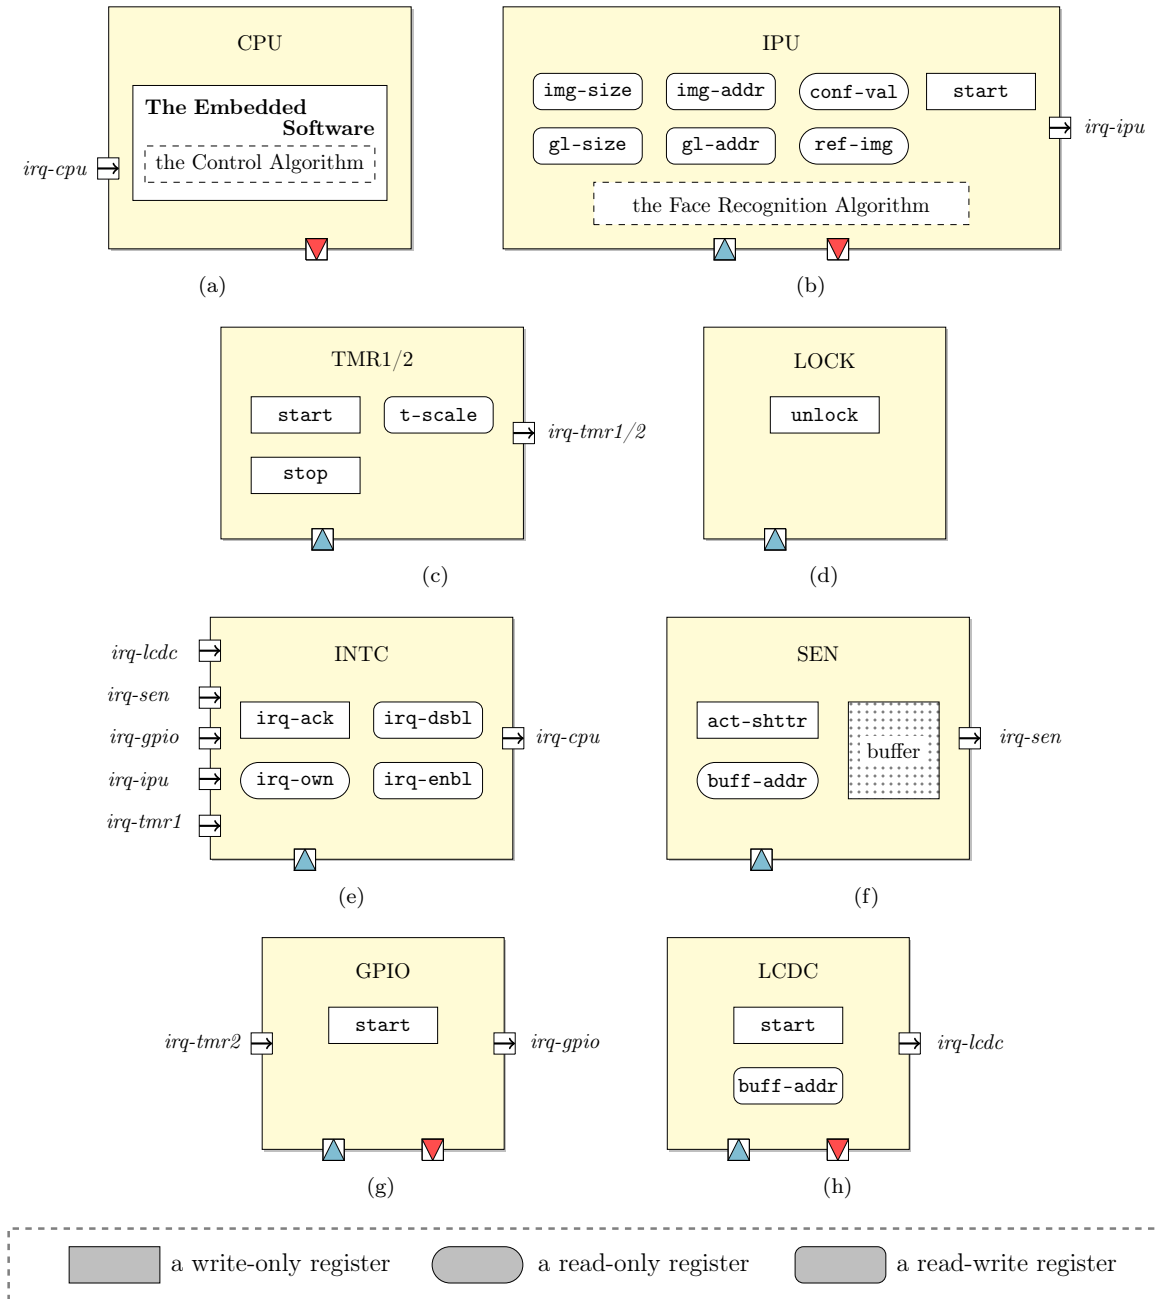 CPU
The Embedded
Software
the Control Algorithm
irq-cpu
(a)
IPU
img-size img-addr conf-val start
gl-size gl-addr ref-img
the Face Recognition Algorithm
irq-ipu
(b)
TMR1/2
start t-scale
stop
irq-tmr1/2
(c)
LOCK
unlock
(d)
INTC
irq-lcdc
irq-sen
irq-gpio
irq-ipu
irq-tmr1
irq-ack irq-dsbl
irq-own irq-enbl
irq-cpu
(e)
SEN
act-shttr
buff-addr
buffer
irq-sen
(f)
GPIO
start
irq-tmr2
irq-gpio
(g)
LCDC
start
buff-addr
irq-lcdc
(h)
a write-only register a read-only register a read-write register